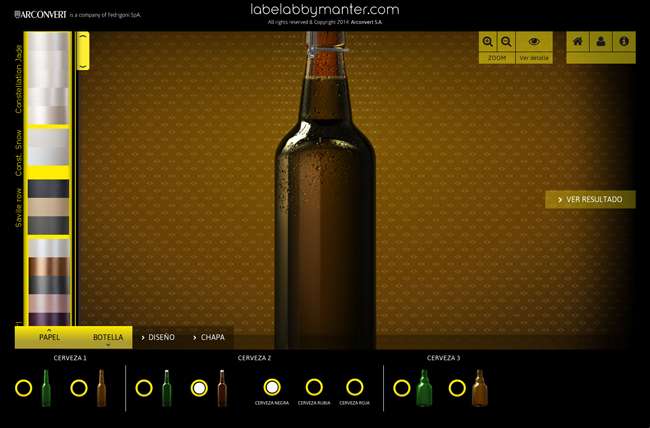 labelabbymanter.com
ARCONVERT is a company of Fedrigoni SpA.
All rights reserved & Copyright 2014 Arconvert S.A.
Constellation Jade
Const. Snow
Savile row
ZOOM
Ver detalle
VER RESULTADO
PAPEL
BOTELLA
DISEÑO
CHAPA
CERVEZA 1
CERVEZA 2
CERVEZA 3
CERVEZA NEGRA
CERVEZA RUBIA
CERVEZA ROJA